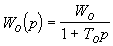 W_O(p) = W_O / (1 + T_O p)